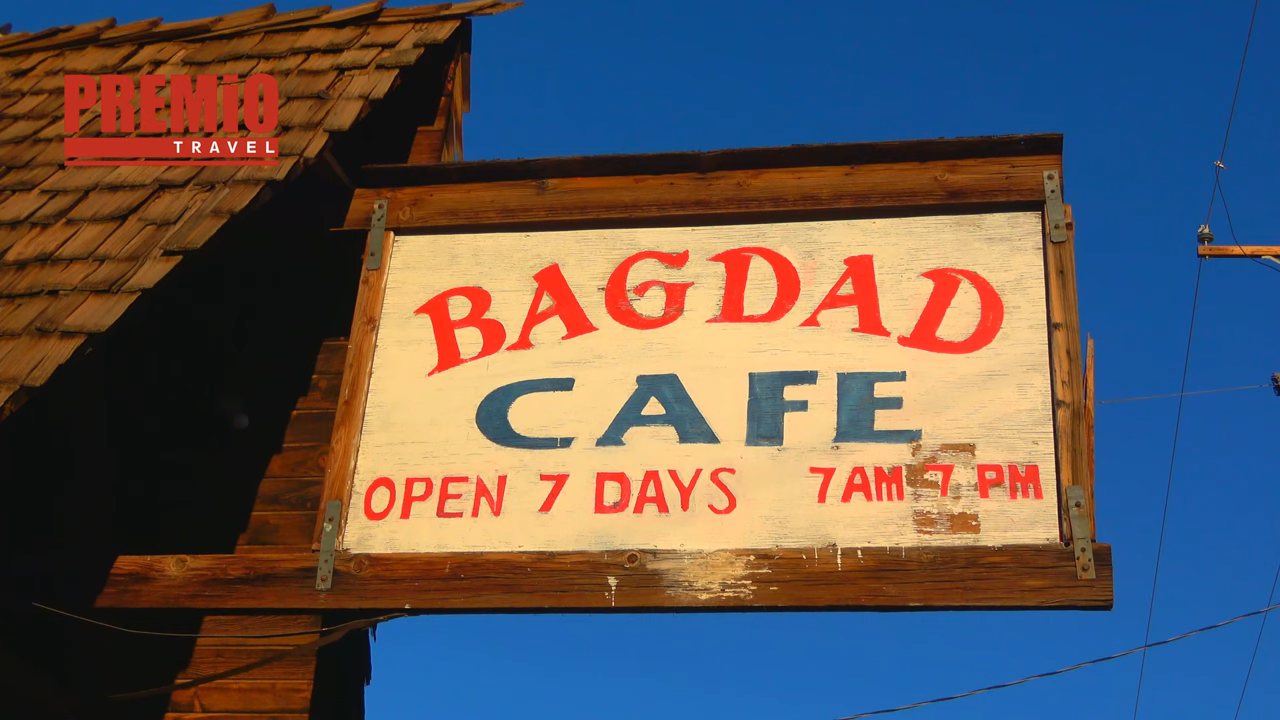 PREMiO
TRAVEL
BAGDAD
CAFE
OPEN 7 DAYS 7AM 7 PM